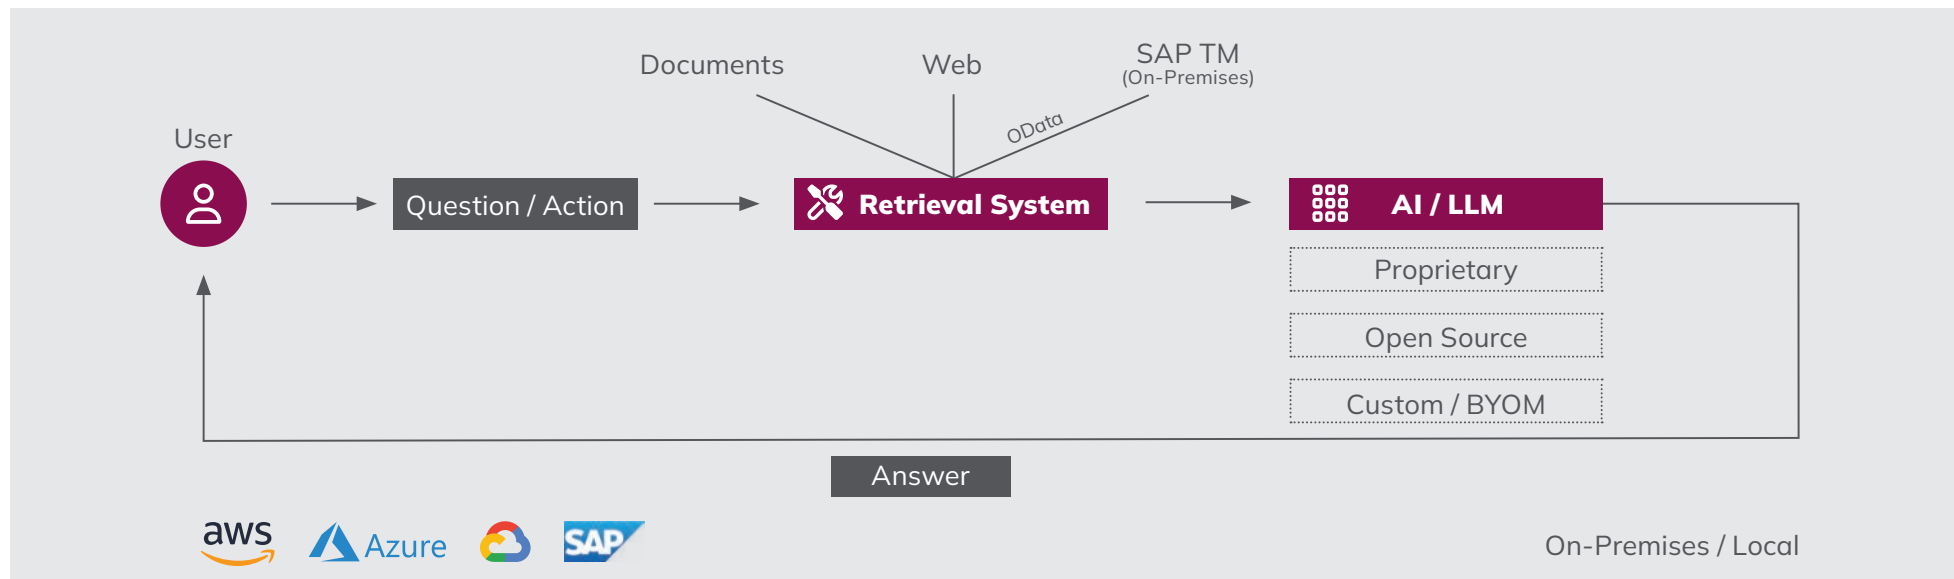 Documents
Web
SAP TM
(On-Premises)
OData
User
Question / Action
Retrieval System
AI / LLM
Proprietary
Open Source
Custom / BYOM
Answer
aws
Azure
SAP
On-Premises / Local